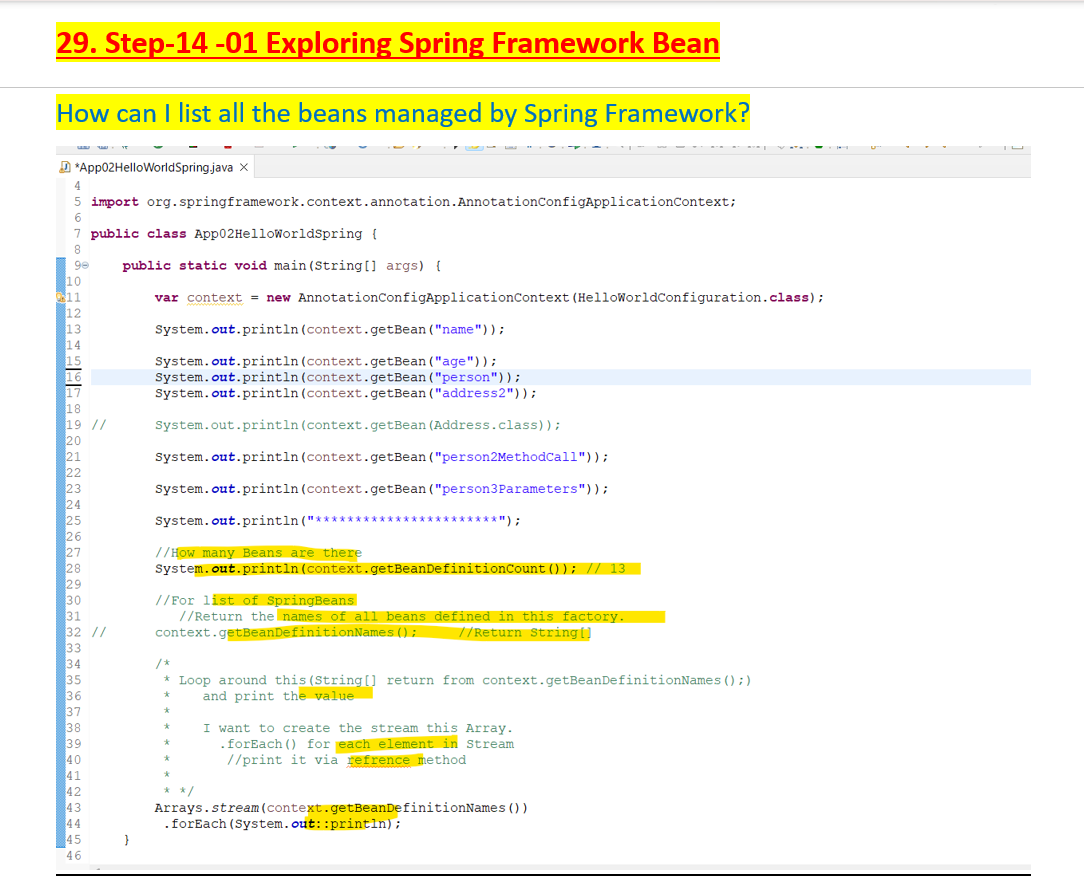 29. Step-14 -01 Exploring Spring Framework Bean
How can I list all the beans managed by Spring Framework?
*App02HelloWorldSpring.java ×
4
5 import org.springframework.context.annotation.AnnotationConfigApplicationContext;
6
7 public class App02HelloWorldSpring {
8
9 public static void main(String[] args) {
10
11 var context = new AnnotationConfigApplicationContext(HelloWorldConfiguration.class);
12
13 System.out.println(context.getBean("name"));
14
15 System.out.println(context.getBean("age"));
16 System.out.println(context.getBean("person"));
17 System.out.println(context.getBean("address2"));
18
19 // System.out.println(context.getBean(Address.class));
20
21 System.out.println(context.getBean("person2MethodCall"));
22
23 System.out.println(context.getBean("person3Parameters"));
24
25 System.out.println("***********************");
26
27 //How many Beans are there
28 System.out.println(context.getBeanDefinitionCount()); // 13
29
30 //For list of SpringBeans
31 //Return the names of all beans defined in this factory.
32 // context.getBeanDefinitionNames(); //Return String[]
33
34 /*
35 * Loop around this(String[] return from context.getBeanDefinitionNames();)
36 * and print the value
37 *
38 * I want to create the stream this Array.
39 * .forEach() for each element in Stream
40 * //print it via refrence method
41 *
42 * */
43 Arrays.stream(context.getBeanDefinitionNames())
44 .forEach(System.out::println);
45 }
46